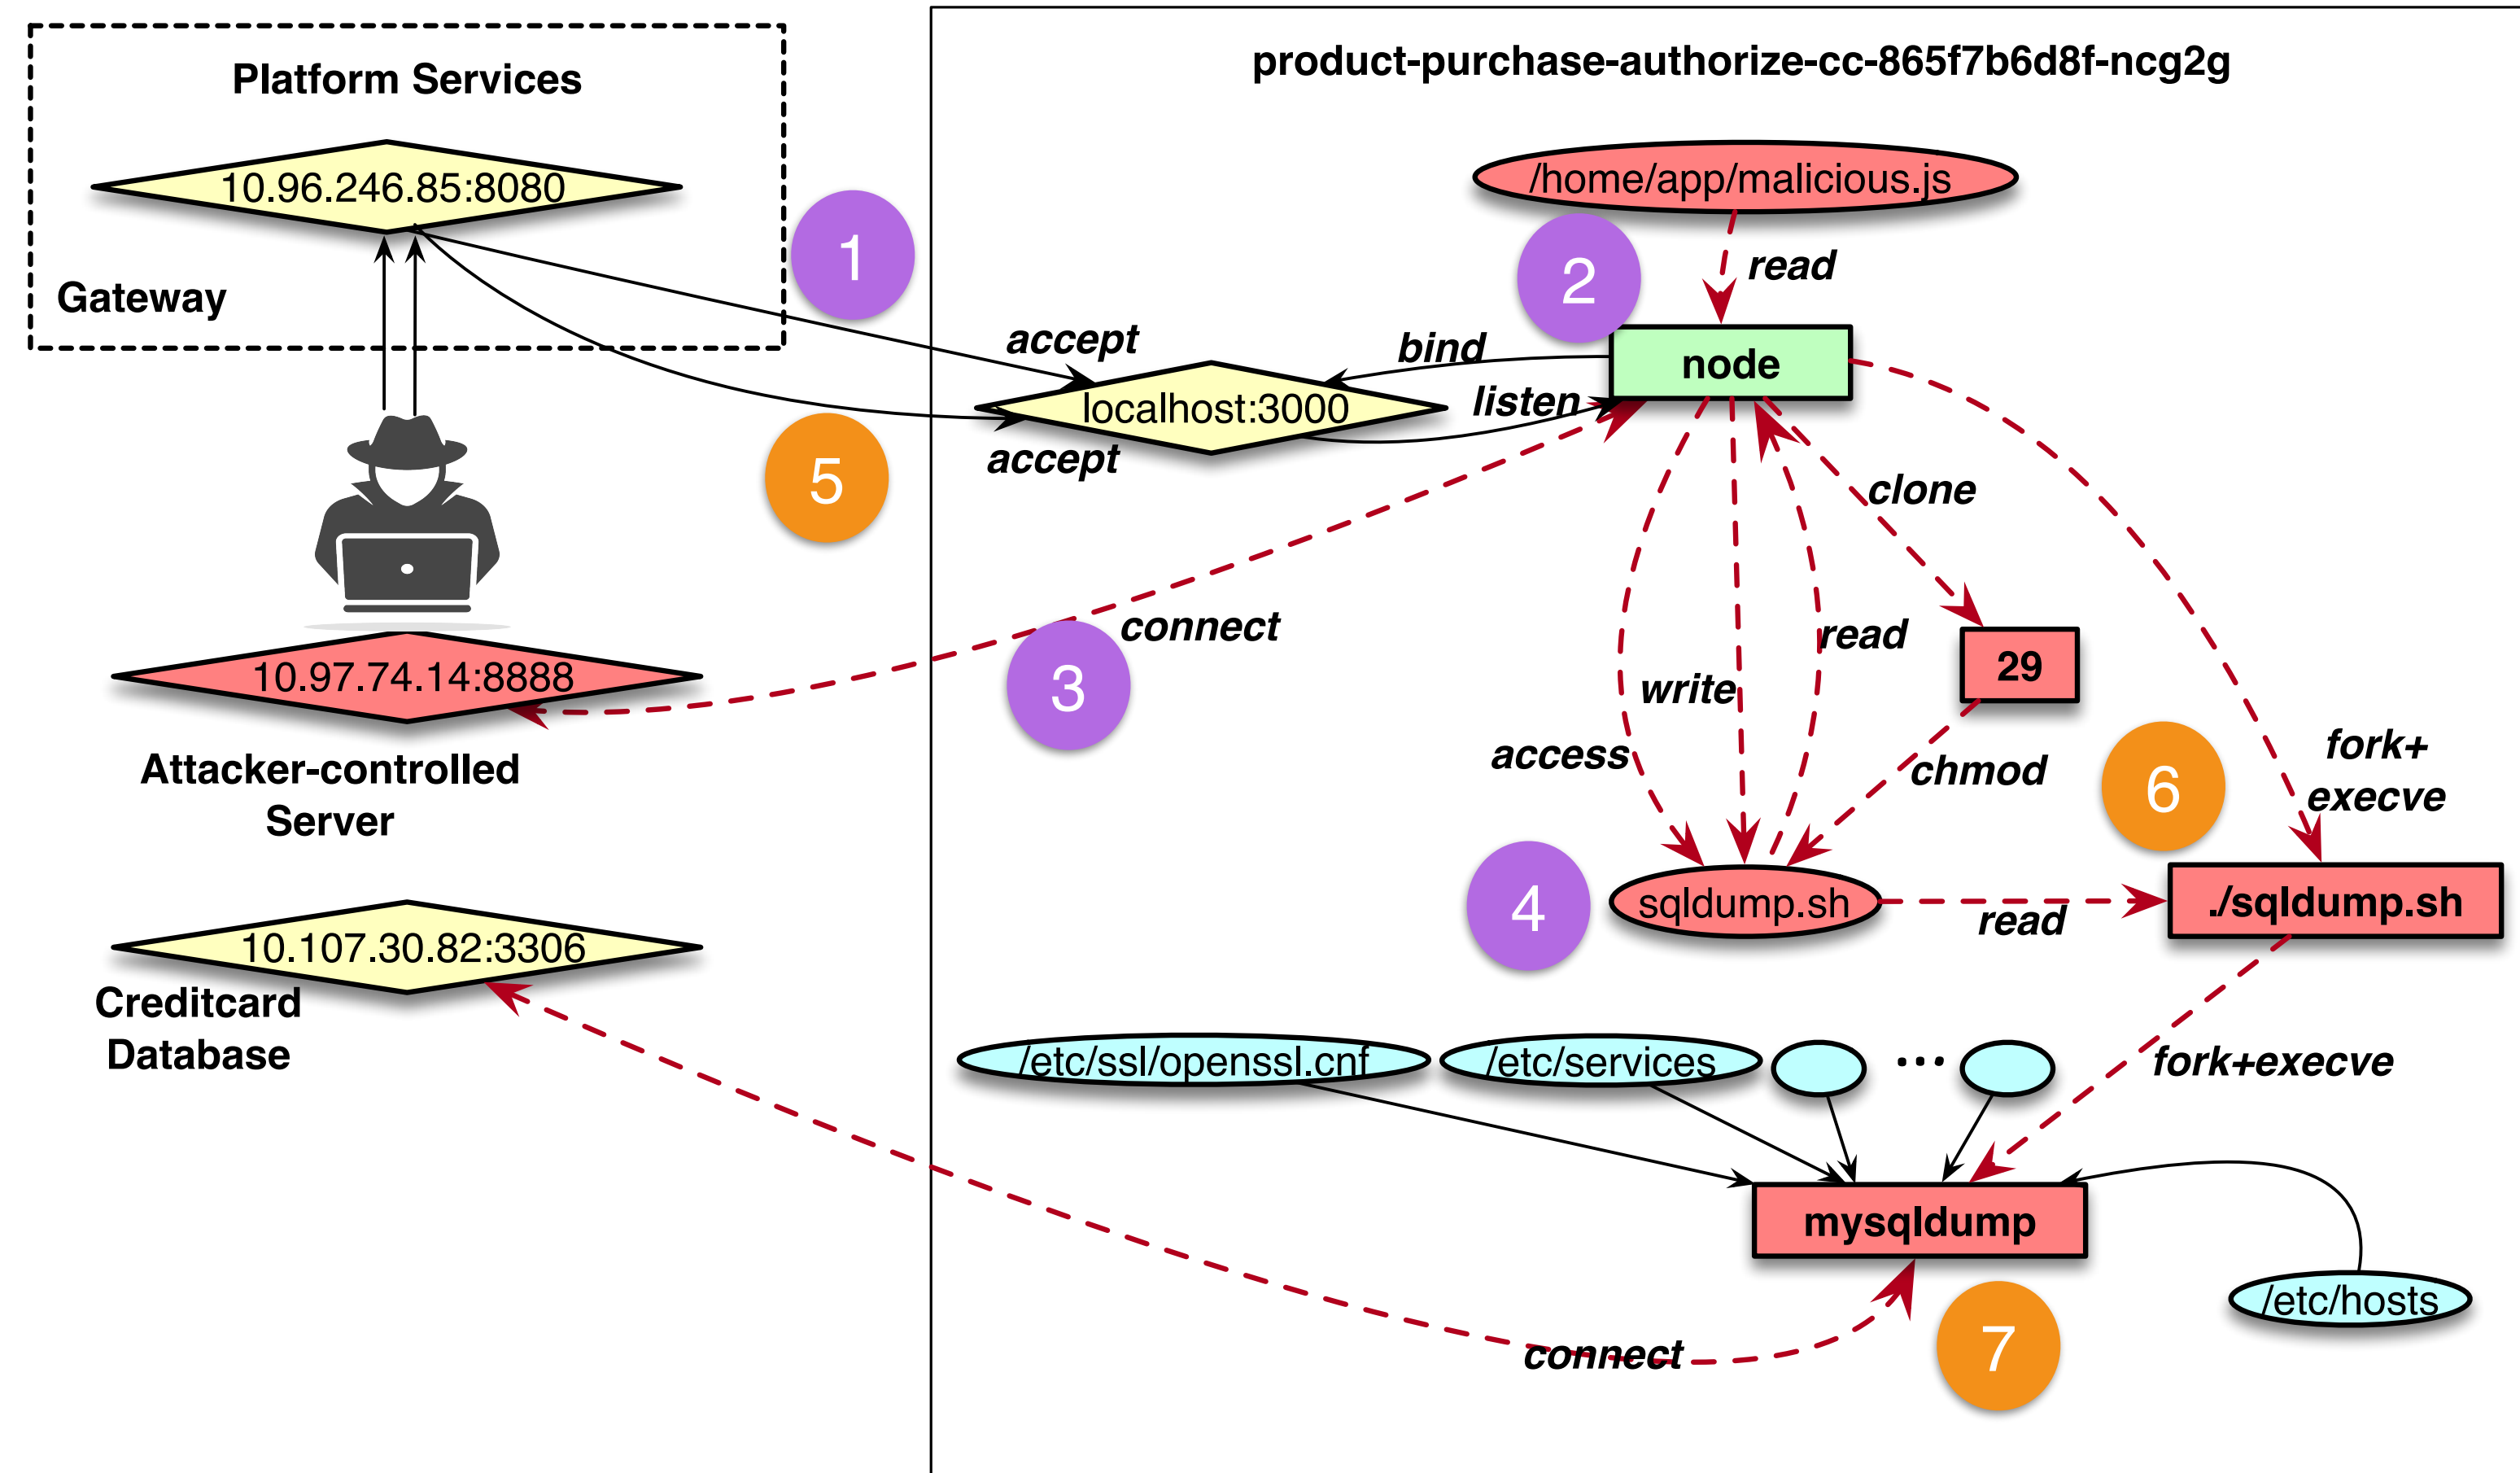 product-purchase-authorize-cc-865f7b6d8f-ncg2g
Platform Services
10.96.246.85:8080
Gateway
1
/home/app/malicious.js
2
read
node
accept
bind
localhost:3000
listen
accept
5
clone
connect
3
read
29
write
access
chmod
10.97.74.14:8888
Attacker-controlled
Server
6
fork+
execve
4
sqldump.sh
read
./sqldump.sh
10.107.30.82:3306
Creditcard
Database
/etc/ssl/openssl.cnf
/etc/services
...
fork+execve
mysqldump
/etc/hosts
connect
7